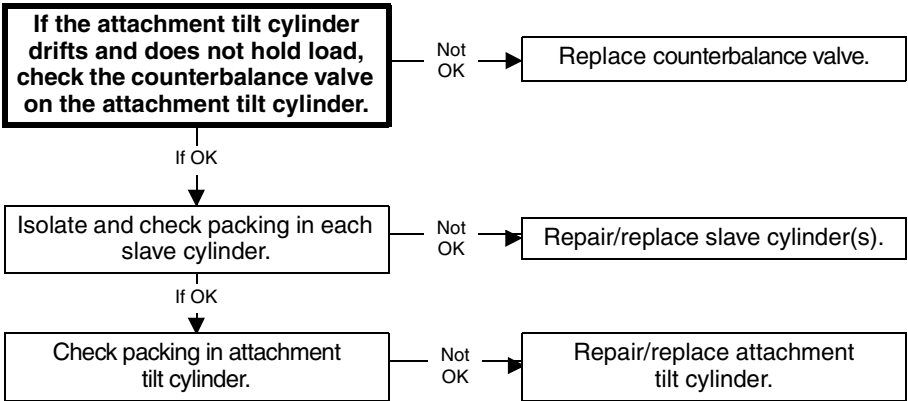 If the attachment tilt cylinder
drifts and does not hold load,
check the counterbalance valve
on the attachment tilt cylinder.
Not
OK
Replace counterbalance valve.
If OK
Isolate and check packing in each
slave cylinder.
Not
OK
Repair/replace slave cylinder(s).
If OK
Check packing in attachment
tilt cylinder.
Not
OK
Repair/replace attachment
tilt cylinder.